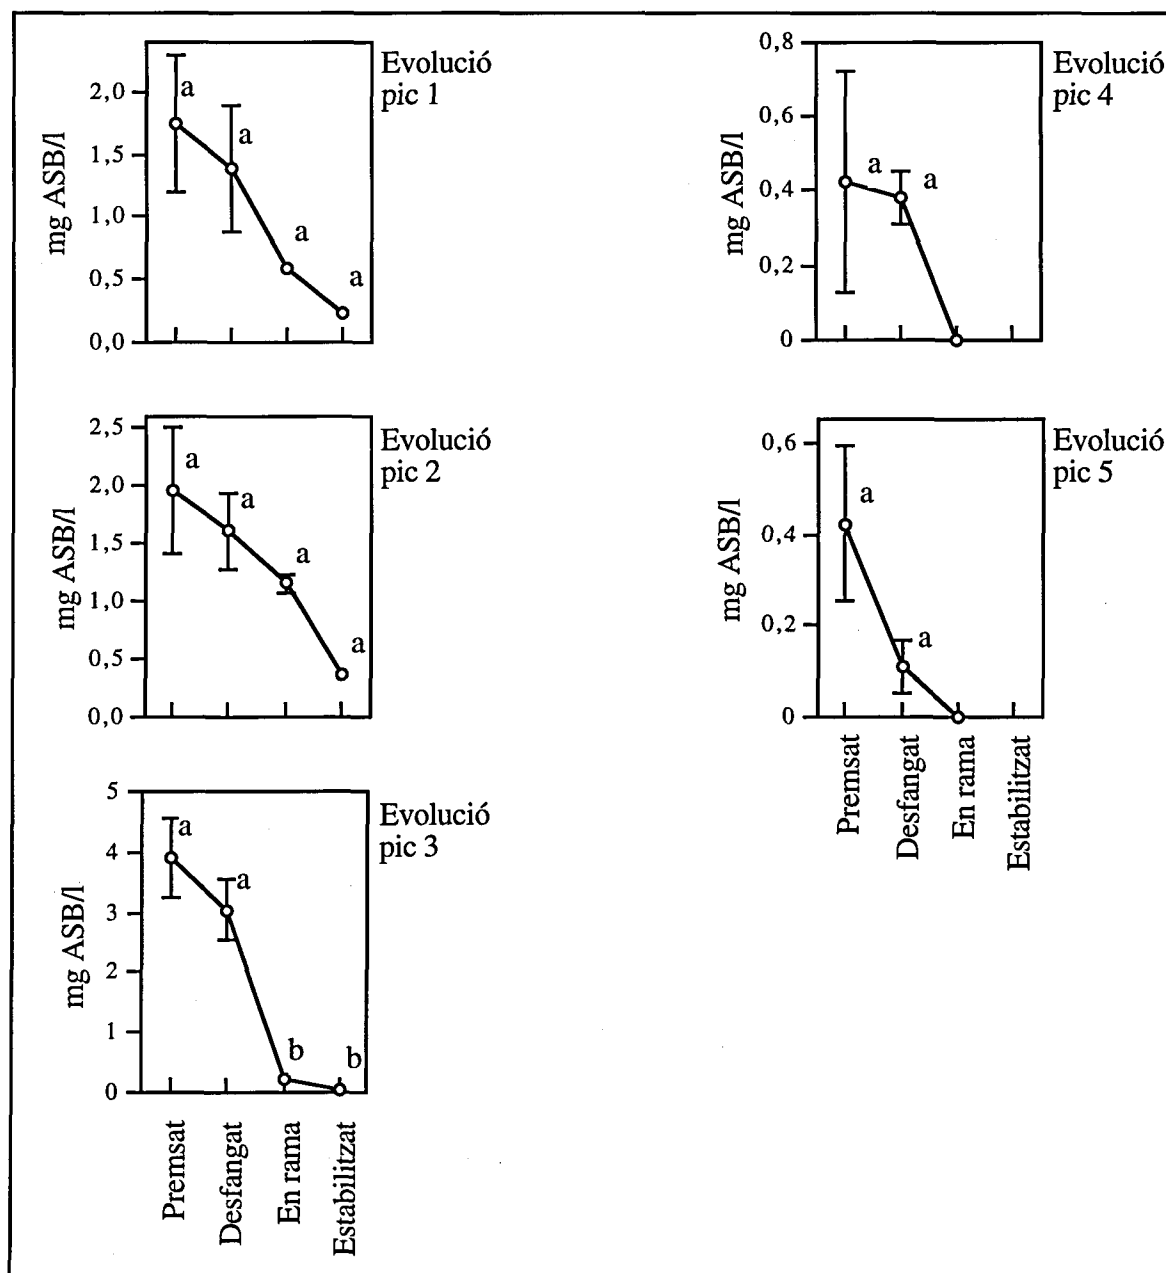 Evolució
pic 1
mg ASB/l
2,0
1,5
1,0
0,5
0,0
a
a
a
a
Evolució
pic 2
mg ASB/l
2,5
2,0
1,5
1,0
0,5
0,0
a
a
a
a
Evolució
pic 3
mg ASB/l
5
4
3
2
1
0
a
a
b
b
Premsat
Desfangat
En rama
Estabilitzat
Evolució
pic 4
mg ASB/l
0,8
0,6
0,4
0,2
0
a
a
Evolució
pic 5
mg ASB/l
0,6
0,4
0,2
0
a
a
Premsat
Desfangat
En rama
Estabilitzat